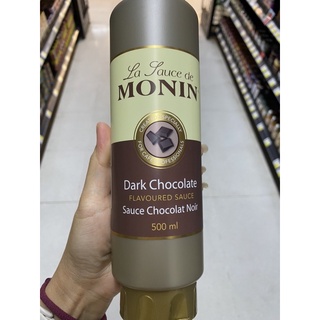 La Sauce de
MONIN
Dark Chocolate
FLAVOURED SAUCE
Sauce Chocolat Noir
500 ml